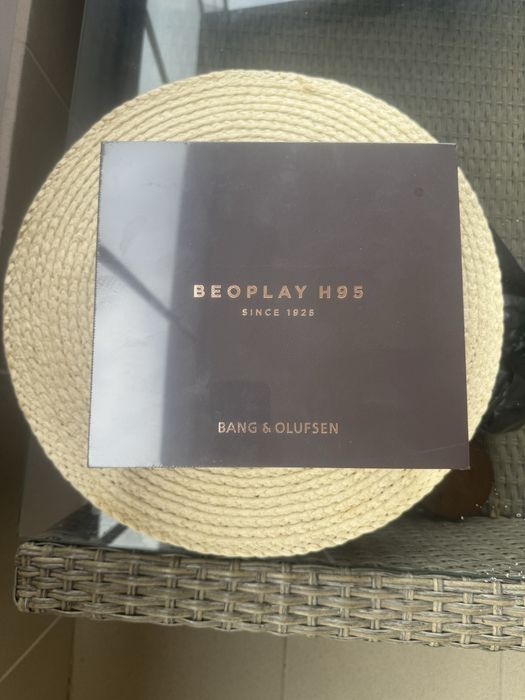 BEOPLAY H95
SINCE 1925
BANG & OLUFSEN